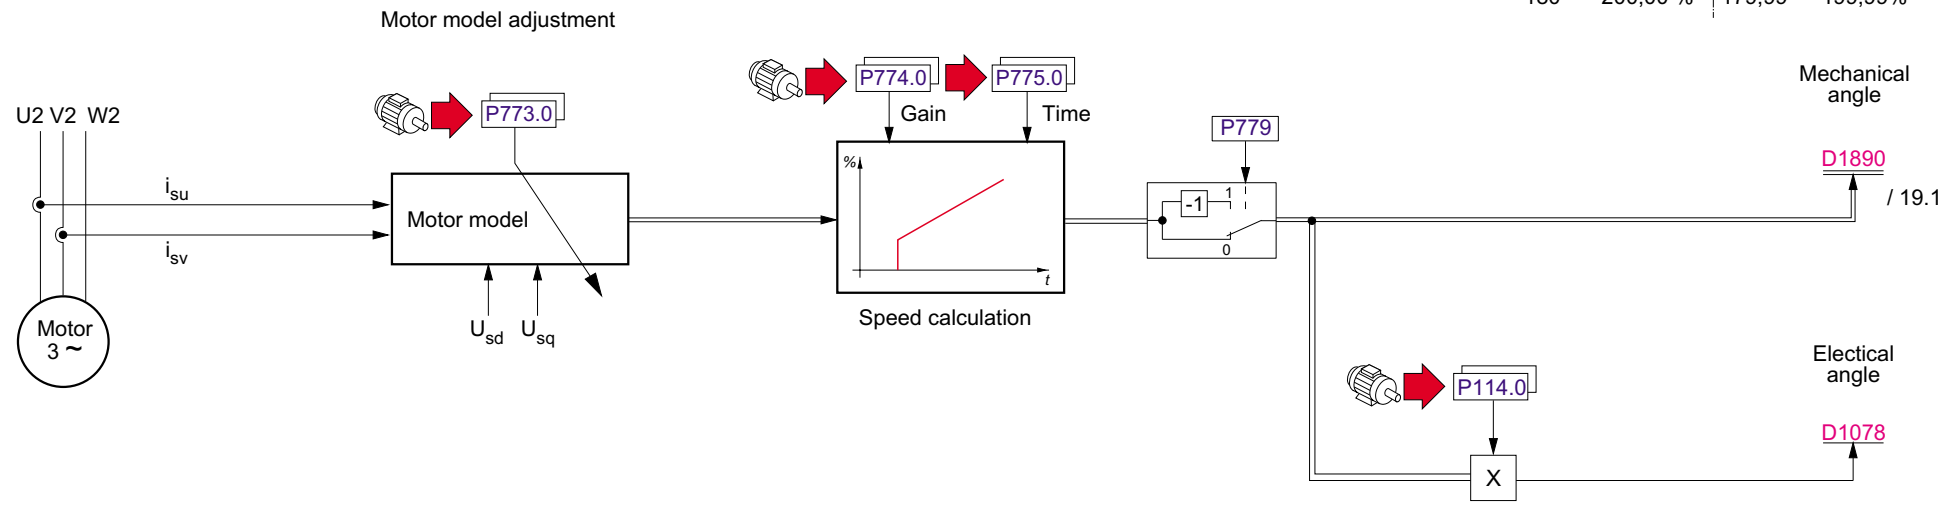 Motor model adjustment
U2 V2 W2
P773.0
P774.0
P775.0
Gain
Time
P779
Mechanical
angle
D1890
/ 19.1
isu
isv
Motor model
%
t
-1
1
0
Usd
Usq
Speed calculation
Motor
3 ~
P114.0
X
Electical
angle
D1078